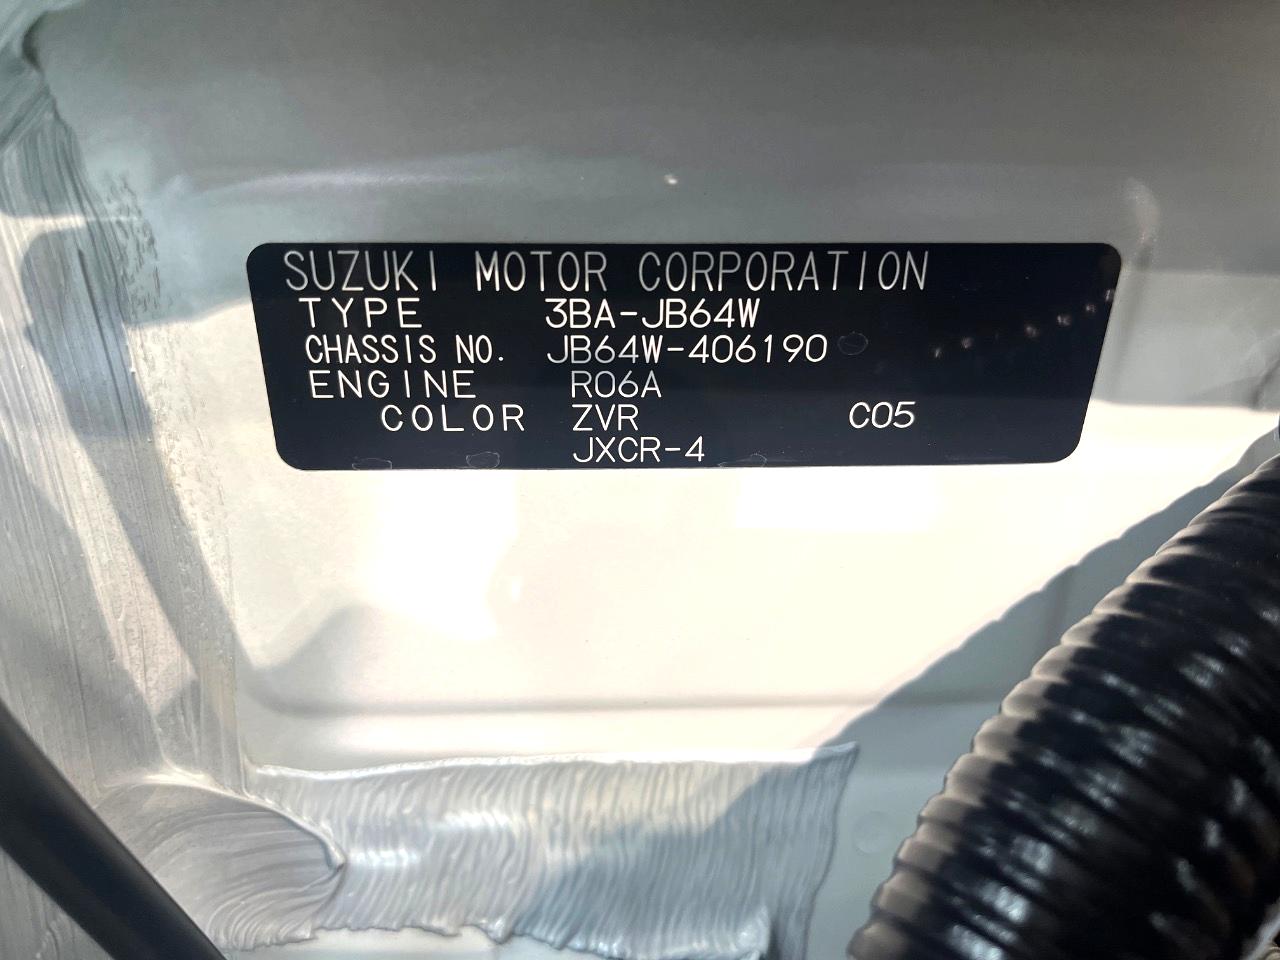 SUZUKI MOTOR CORPORATION
TYPE 3BA-JB64W
CHASSIS NO. JB64W-406190
ENGINE R06A
COLOR ZVR C05
JXCR-4